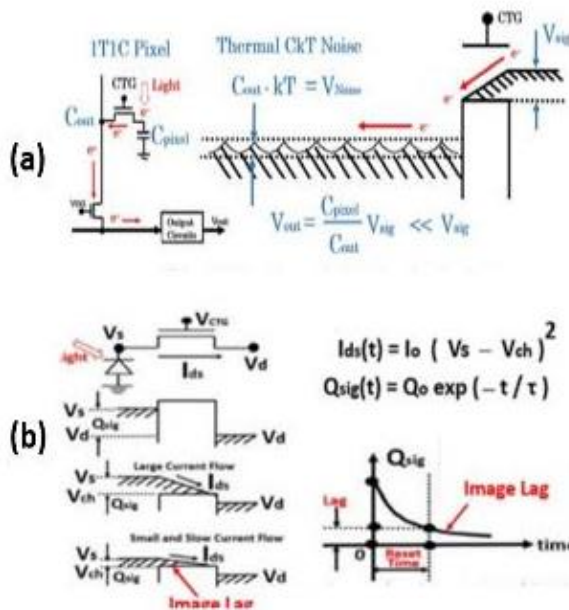 (a)
1T1C Pixel
CTG
Light
Cout
e-
e-
Cpixel
e-
e-
Output
Circuits
Vout
Thermal CkT Noise
Cout · kT = VNoise
e-
Vout = Cpixel / Cout Vsig << Vsig
CTG
Vsig
e-
e-
(b)
Vs
VCTG
Ids
Vd
ight
Vs
Qsig
Vd
Vd
Large Current Flow
Vs
Ids
Vch
Qsig
Vd
Small and Slow Current Flow
Vs
Ids
Vch
Qsig
Vd
Image Lag
Ids(t) = Io ( Vs – Vch)2
Qsig(t) = Qo exp (– t / τ)
Qsig
Lag
Image Lag
0
Reset
Time
time